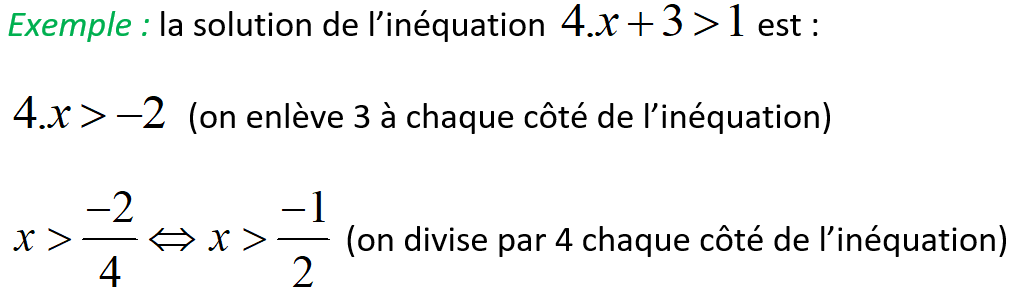 Exemple : la solution de l’inéquation 4.x + 3 > 1 est :
4.x > −2 (on enlève 3 à chaque côté de l’inéquation)
x > −2/4 ⇔ x > −1/2 (on divise par 4 chaque côté de l’inéquation)